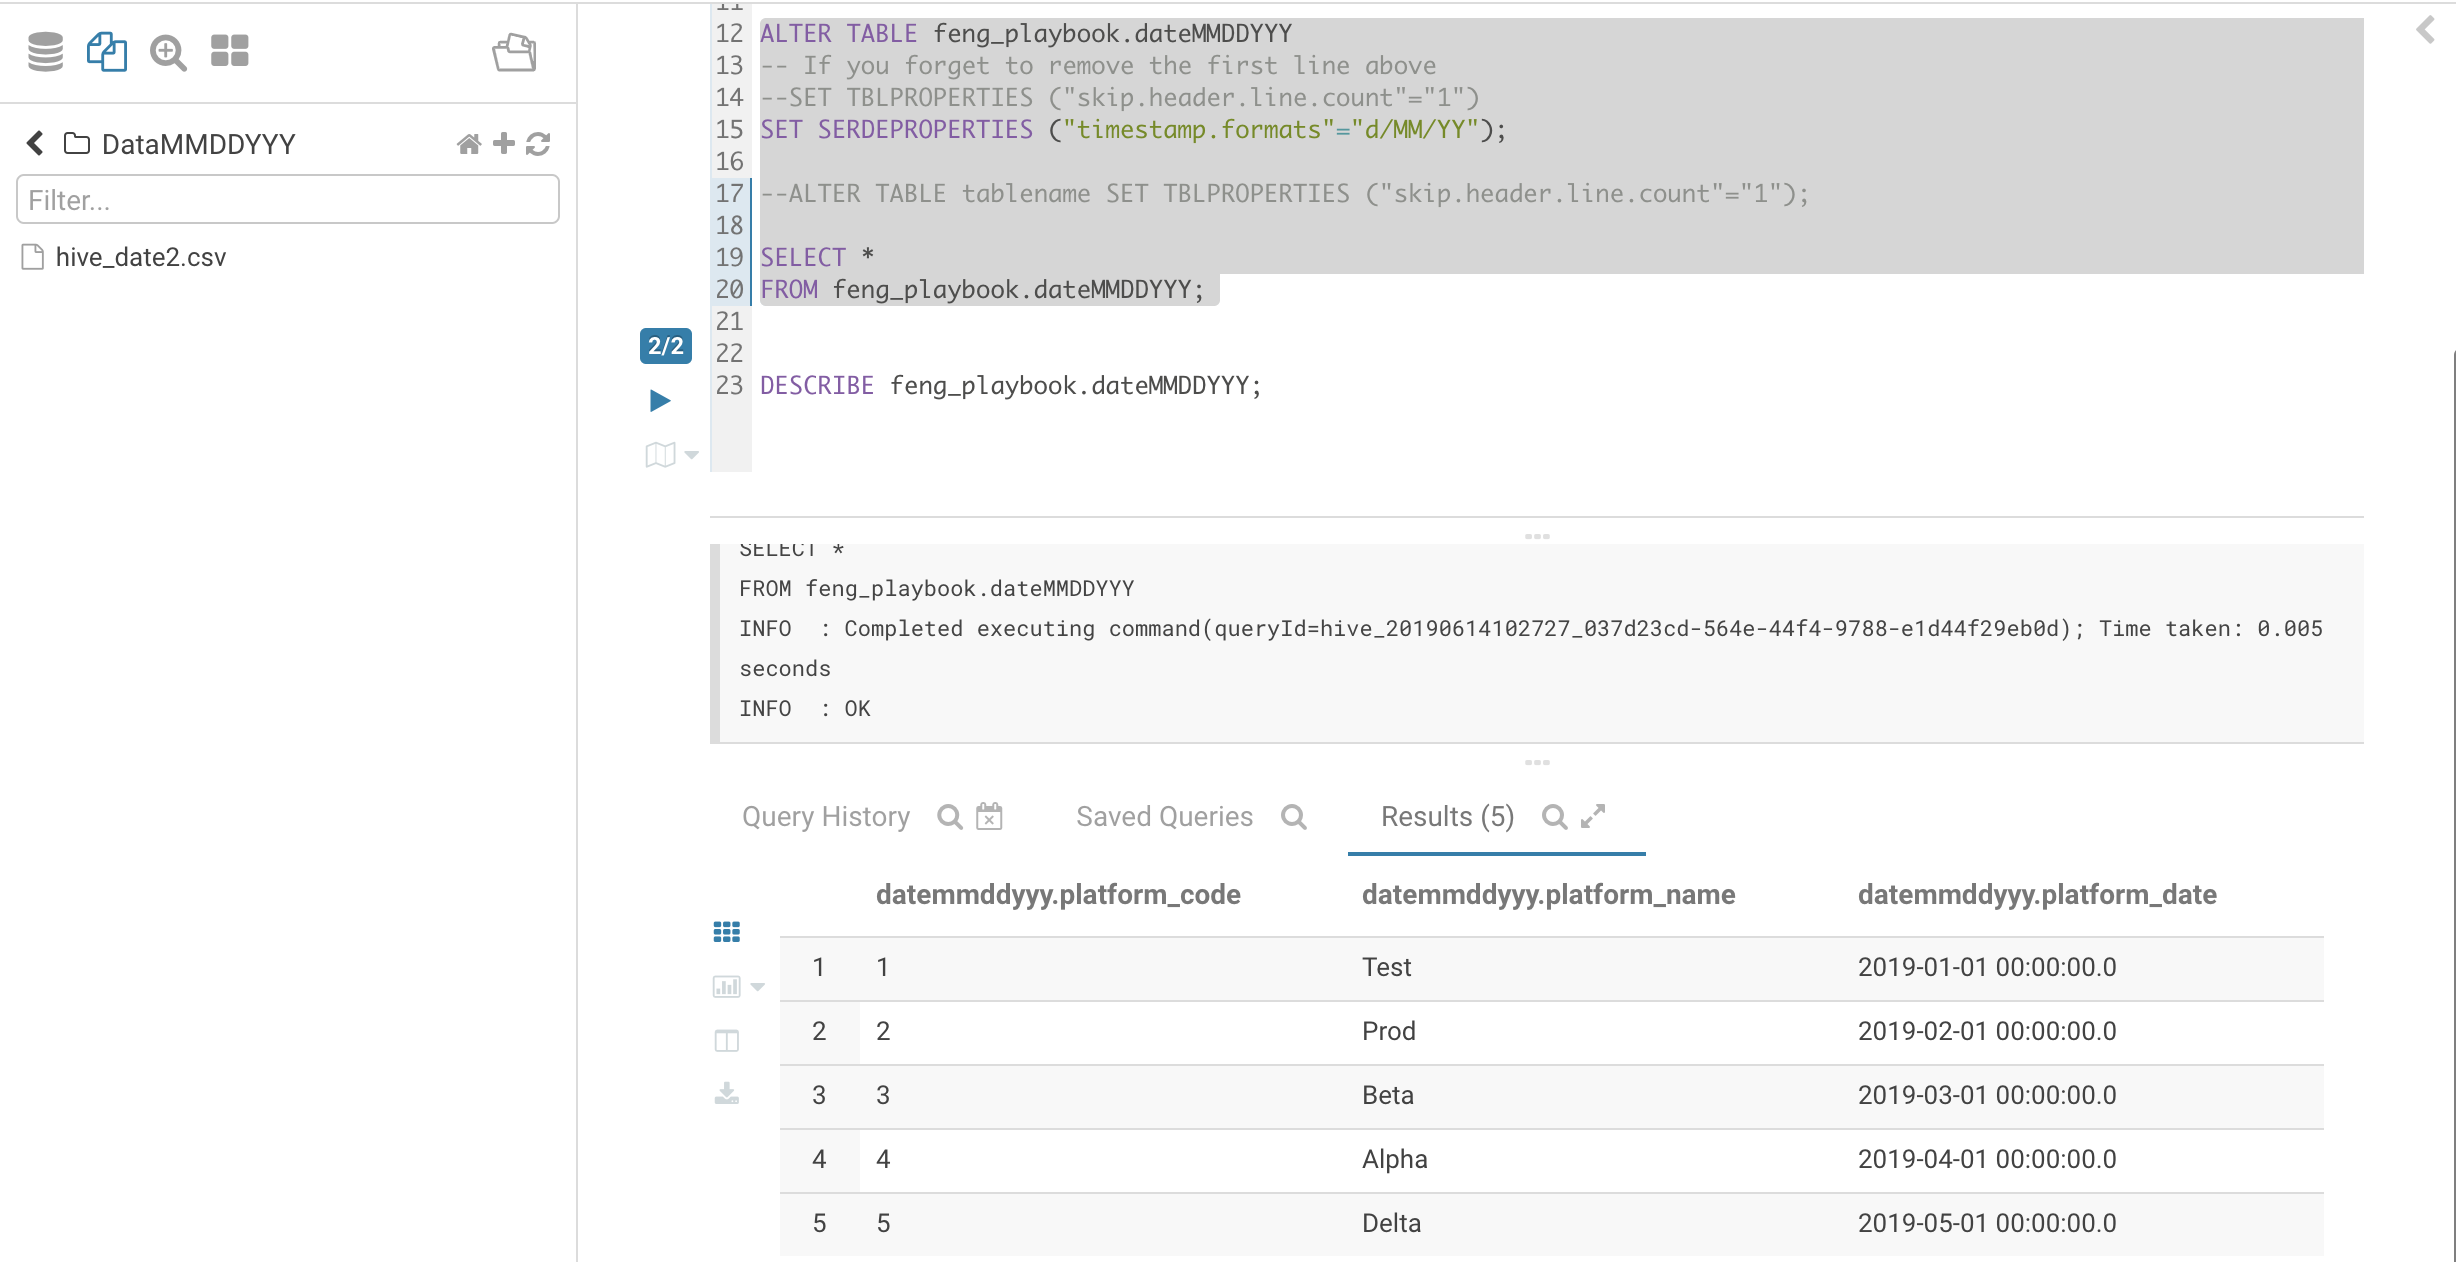 DataMMDDYYY
Filter...
hive_date2.csv
11
12 ALTER TABLE feng_playbook.dateMMDDYYY
13 -- If you forget to remove the first line above
14 --SET TBLPROPERTIES ("skip.header.line.count"="1")
15 SET SERDEPROPERTIES ("timestamp.formats"="d/MM/YY");
16
17 --ALTER TABLE tablename SET TBLPROPERTIES ("skip.header.line.count"="1");
18
19 SELECT *
20 FROM feng_playbook.dateMMDDYYY;
21
2/2
22
23 DESCRIBE feng_playbook.dateMMDDYYY;
SELECT *
FROM feng_playbook.dateMMDDYYY
INFO  : Completed executing command(queryId=hive_20190614102727_037d23cd-564e-44f4-9788-e1d44f29eb0d); Time taken: 0.005
seconds
INFO  : OK
Query History Saved Queries Results (5)
datemmddyyy.platform_code datemmddyyy.platform_name datemmddyyy.platform_date
1 1 Test 2019-01-01 00:00:00.0
2 2 Prod 2019-02-01 00:00:00.0
3 3 Beta 2019-03-01 00:00:00.0
4 4 Alpha 2019-04-01 00:00:00.0
5 5 Delta 2019-05-01 00:00:00.0